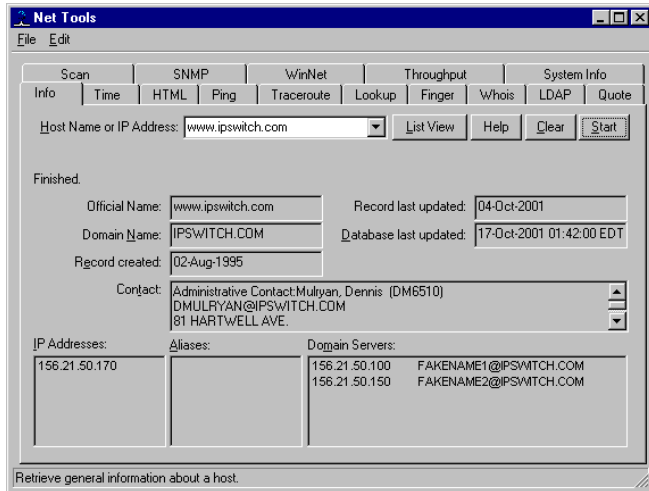 Net Tools
File Edit
Scan SNMP WinNet Throughput System Info
Info Time HTML Ping Traceroute Lookup Finger Whois LDAP Quote
Host Name or IP Address: www.ipswitch.com List View Help Clear Start
Finished.
Official Name: www.ipswitch.com Record last updated: 04-Oct-2001
Domain Name: IPSWITCH.COM Database last updated: 17-Oct-2001 01:42:00 EDT
Record created: 02-Aug-1995
Contact: Administrative Contact:Mulryan, Dennis (DM6510)
DMULRYAN@IPSWITCH.COM
81 HARTWELL AVE.
IP Addresses: Aliases: Domain Servers:
156.21.50.170 156.21.50.100 FAKENAME1@IPSWITCH.COM
156.21.50.150 FAKENAME2@IPSWITCH.COM
Retrieve general information about a host.